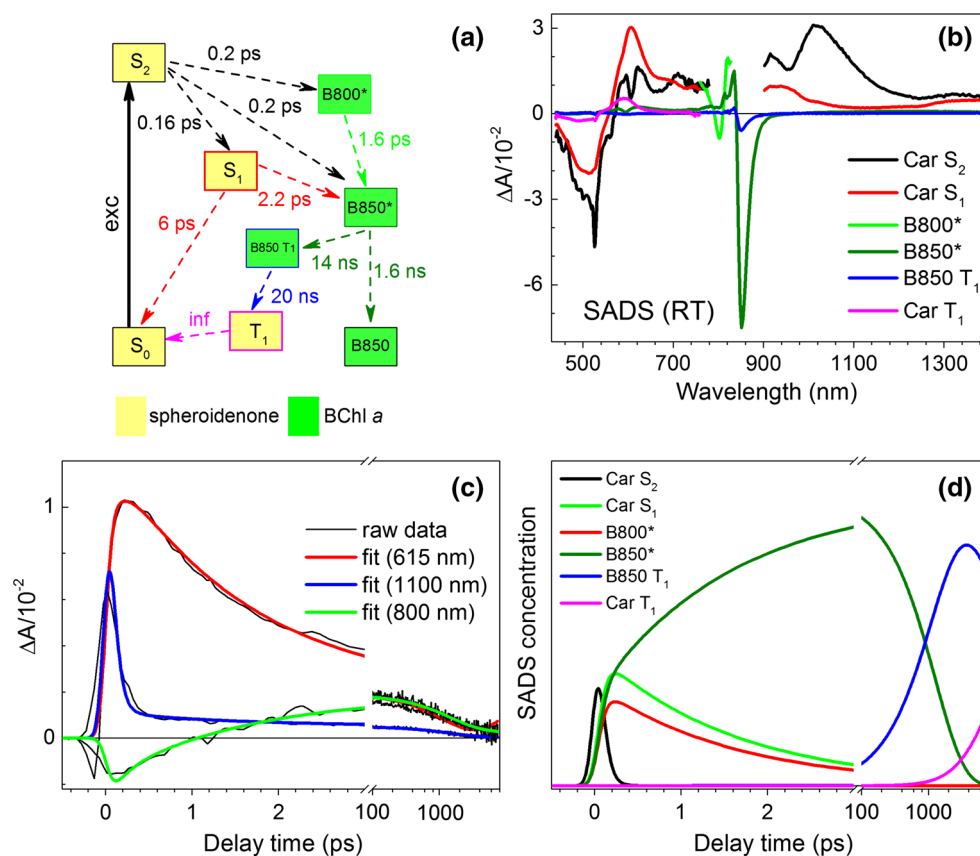 (a)
S2
0.2 ps
B800*
0.2 ps
0.16 ps
1.6 ps
S1
2.2 ps
B850*
exc
6 ps
B850 T1
14 ns
1.6 ns
20 ns
inf
S0
T1
B850
spheroidenone
BChl a
(b)
3
0
-3
-6
ΔA/10-2
Car S2
Car S1
B800*
B850*
B850 T1
Car T1
SADS (RT)
500 700 900 1100 1300
Wavelength (nm)
(c)
1
0
ΔA/10-2
raw data
fit (615 nm)
fit (1100 nm)
fit (800 nm)
0 1 2 100 1000
Delay time (ps)
(d)
Car S2
Car S1
B800*
B850*
B850 T1
Car T1
SADS concentration
0 1 2 100 1000
Delay time (ps)